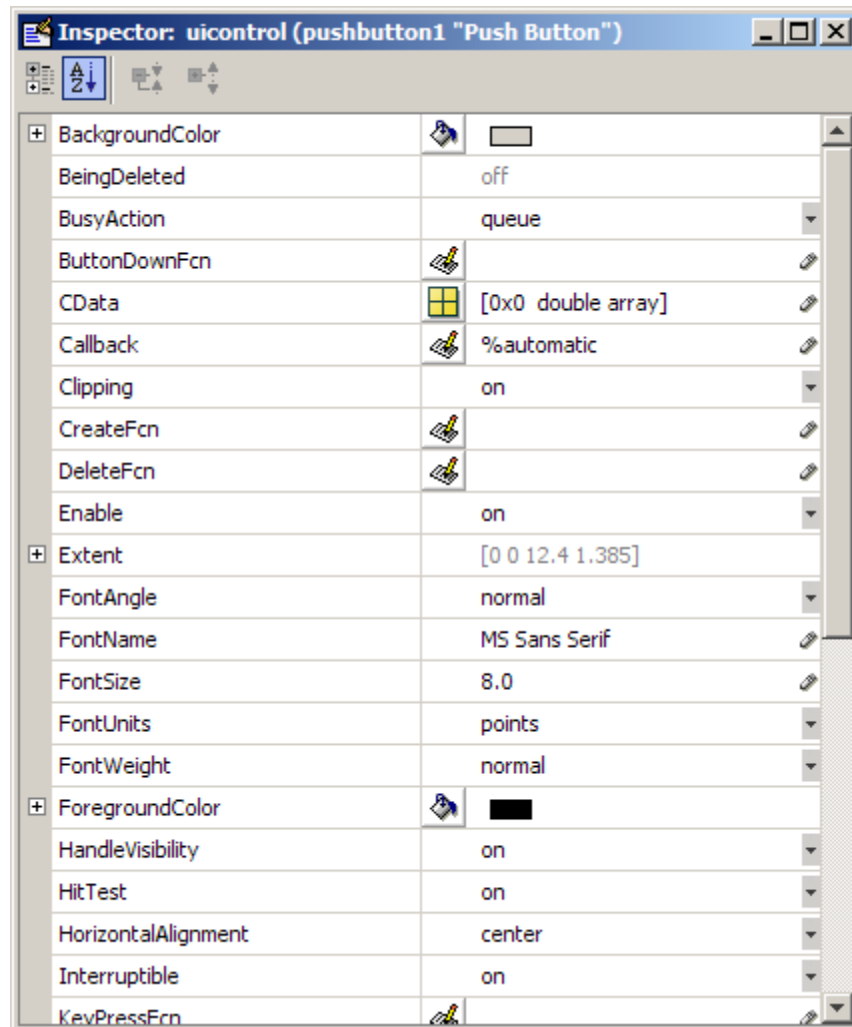 Inspector: uicontrol (pushbutton1 "Push Button")
A
Z
BackgroundColor
BeingDeleted off
BusyAction queue
ButtonDownFcn
CData [0x0 double array]
Callback %automatic
Clipping on
CreateFcn
DeleteFcn
Enable on
Extent [0 0 12.4 1.385]
FontAngle normal
FontName MS Sans Serif
FontSize 8.0
FontUnits points
FontWeight normal
ForegroundColor
HandleVisibility on
HitTest on
HorizontalAlignment center
Interruptible on
KeyPressFcn